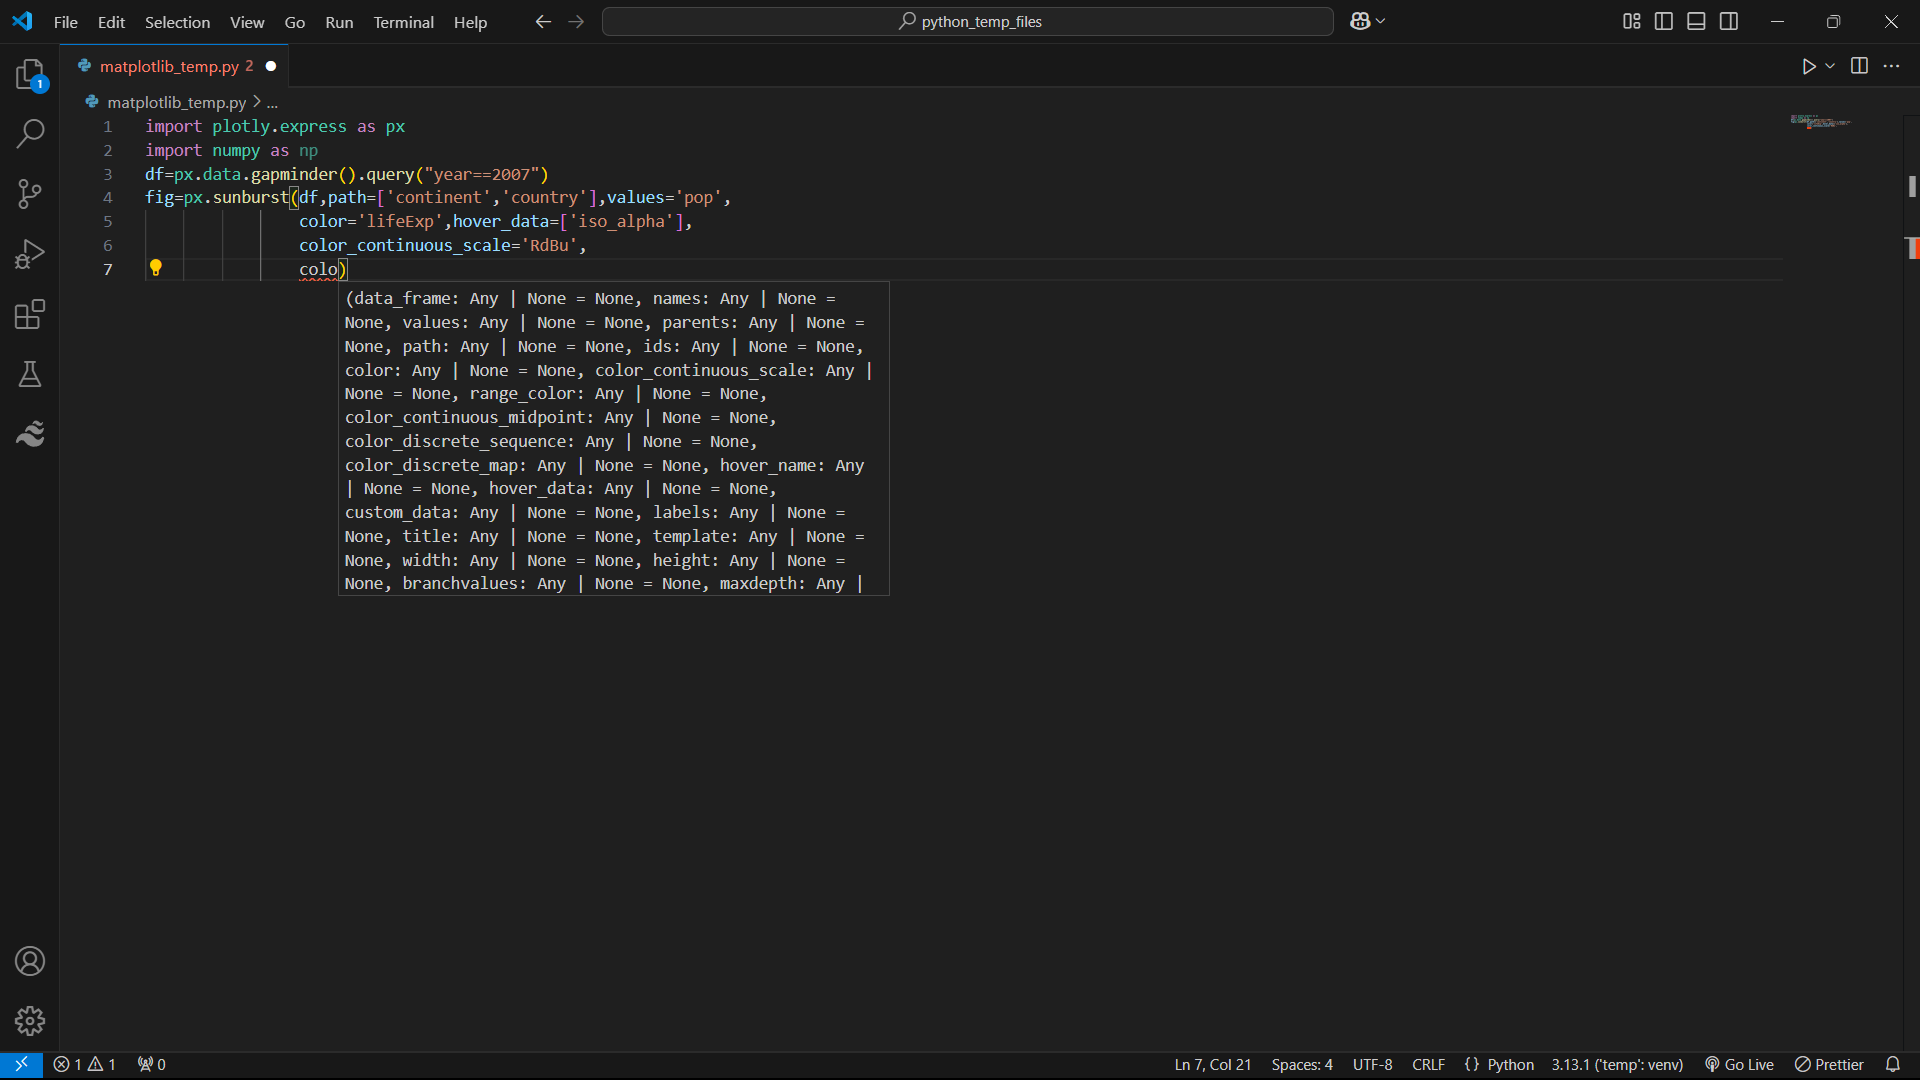 File Edit Selection View Go Run Terminal Help
python_temp_files
matplotlib_temp.py 2
1
matplotlib_temp.py > ...
1 import plotly.express as px
2 import numpy as np
3 df=px.data.gapminder().query("year==2007")
4 fig=px.sunburst(df,path=['continent','country'],values='pop',
5 color='lifeExp',hover_data=['iso_alpha'],
6 color_continuous_scale='RdBu',
7 colo)
(data_frame: Any | None = None, names: Any | None =
None, values: Any | None = None, parents: Any | None =
None, path: Any | None = None, ids: Any | None = None,
color: Any | None = None, color_continuous_scale: Any |
None = None, range_color: Any | None = None,
color_continuous_midpoint: Any | None = None,
color_discrete_sequence: Any | None = None,
color_discrete_map: Any | None = None, hover_name: Any
| None = None, hover_data: Any | None = None,
custom_data: Any | None = None, labels: Any | None =
None, title: Any | None = None, template: Any | None =
None, width: Any | None = None, height: Any | None =
None, branchvalues: Any | None = None, maxdepth: Any |
1 1 0 Ln 7, Col 21 Spaces: 4 UTF-8 CRLF {} Python 3.13.1 ('temp': venv) Go Live Prettier